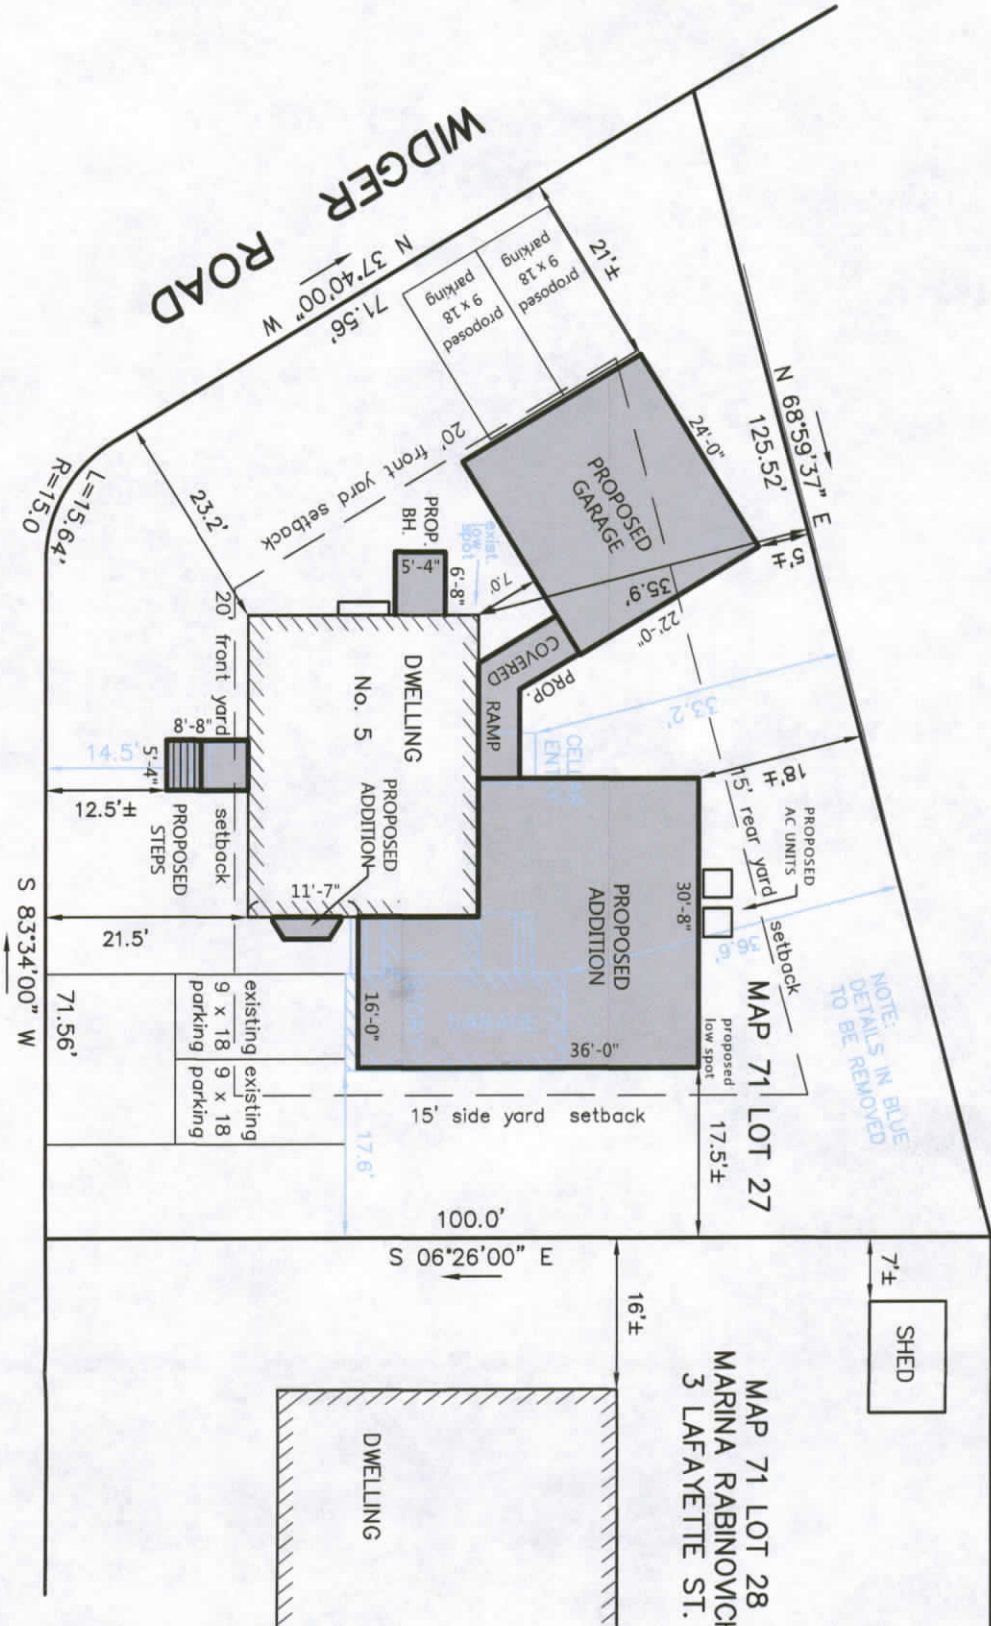 WIDGER ROAD
N 37°40'00" W
71.56'
N 68°59'37" E
125.52'
21'±
proposed
9 x 18
parking
proposed
9 x 18
parking
PROPOSED
GARAGE
24'-0"
22'-0"
35.9'
5'±
7.0'
20' front yard setback
exist.
low
spot
PROP.
BH.
5'-4"
6'-8"
23.2'
L=15.64'
R=15.0
PROP.
COVERED
RAMP
33.2'
18'±
15' rear yard setback
PROPOSED
AC UNITS
36.6'
NOTE:
DETAILS IN BLUE
TO BE REMOVED
DWELLING
No. 5
PROPOSED
ADDITION
11'-7"
20' front yard setback
8'-8"
5'-4"
14.5'
12.5'±
PROPOSED
STEPS
21.5'
PROPOSED
ADDITION
30'-8"
36'-0"
16'-0"
GARAGE
MAP 71 LOT 27
proposed
low spot
15' side yard setback
17.5'±
17.6'
existing
9 x 18
parking
existing
9 x 18
parking
S 83°34'00" W
71.56'
100.0'
S 06°26'00" E
16'±
7'±
SHED
MAP 71 LOT 28
MARINA RABINOVICH
3 LAFAYETTE ST.
DWELLING